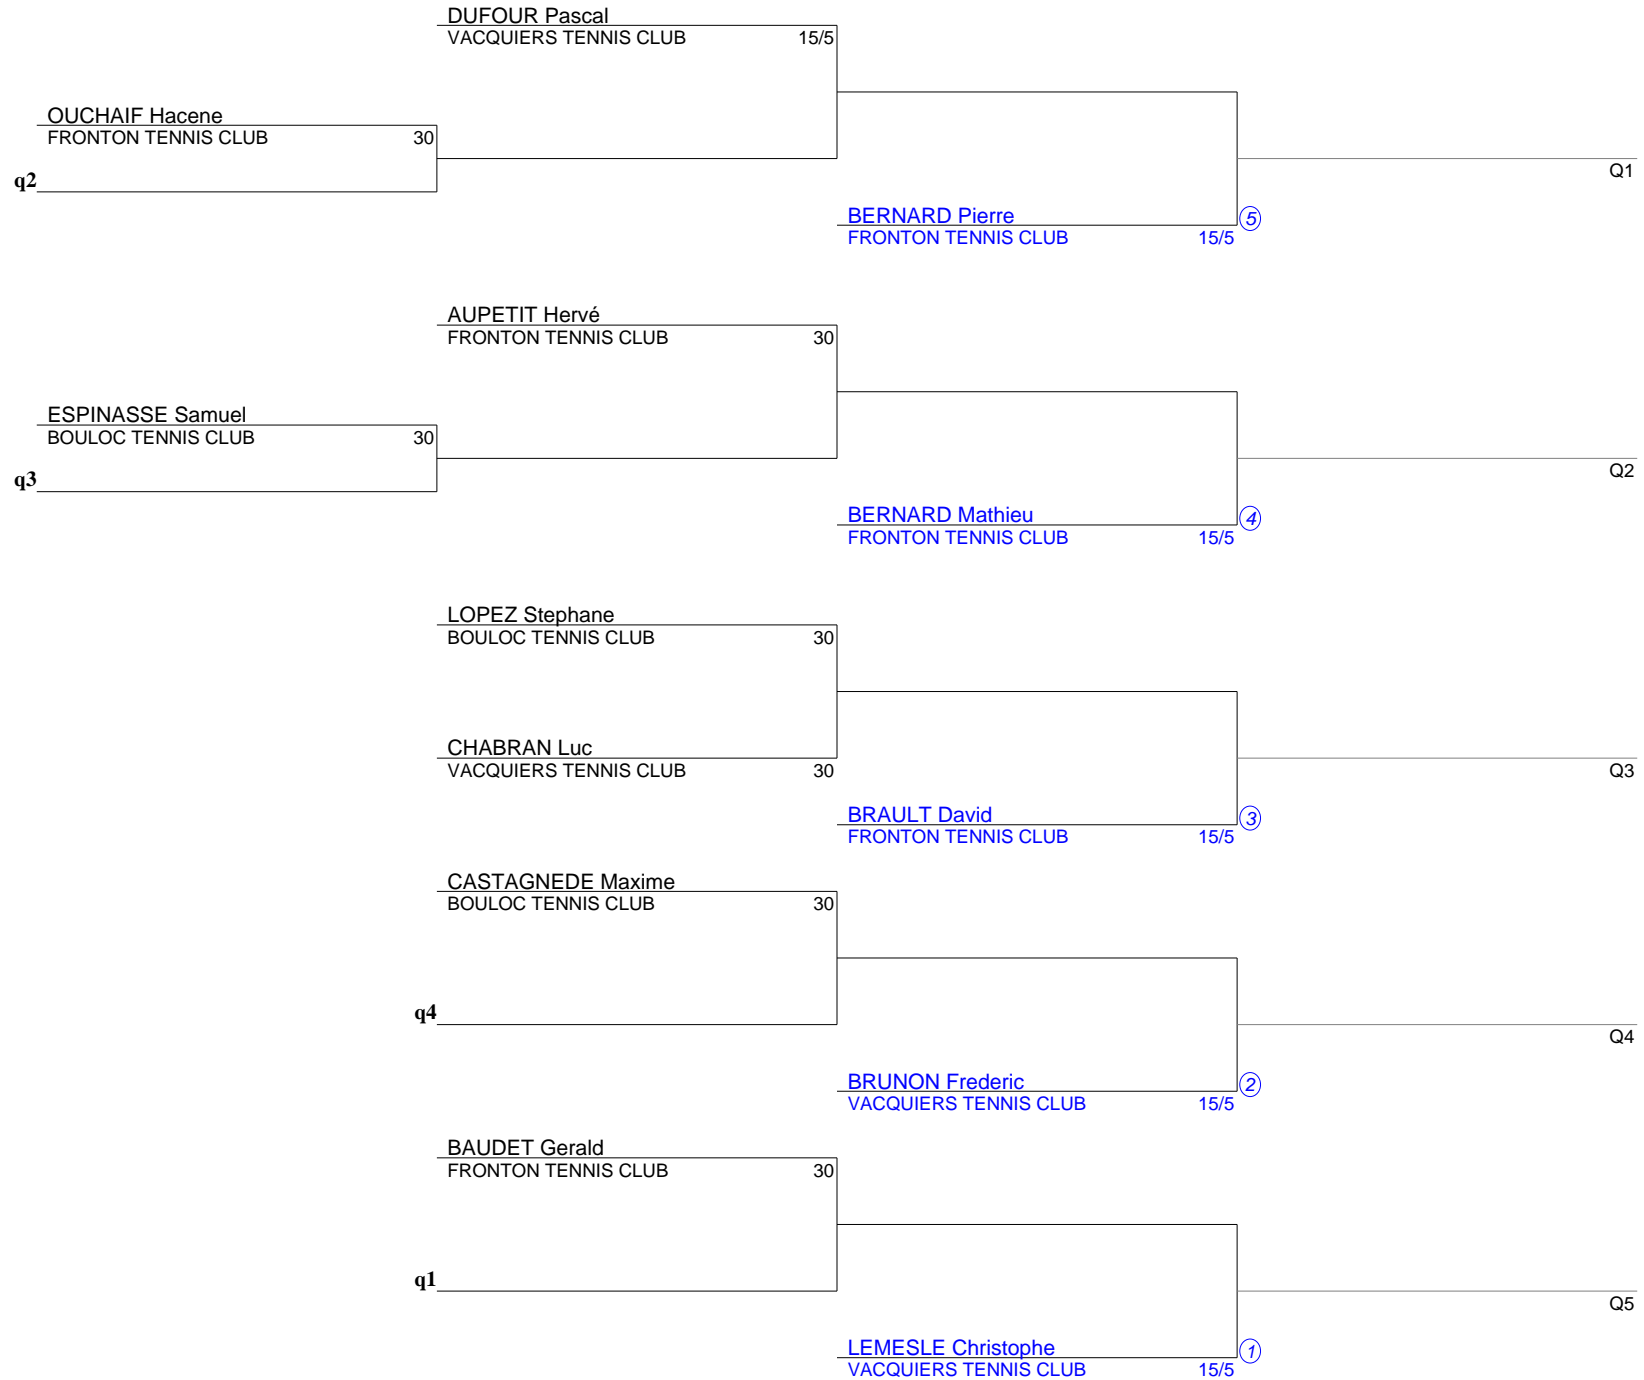 DUFOUR Pascal
VACQUIERS TENNIS CLUB 15/5
OUCHAIF Hacene
FRONTON TENNIS CLUB 30
q2
Q1
BERNARD Pierre 5
FRONTON TENNIS CLUB 15/5
AUPETIT Hervé
FRONTON TENNIS CLUB 30
ESPINASSE Samuel
BOULOC TENNIS CLUB 30
q3
Q2
BERNARD Mathieu 4
FRONTON TENNIS CLUB 15/5
LOPEZ Stephane
BOULOC TENNIS CLUB 30
CHABRAN Luc
VACQUIERS TENNIS CLUB 30
Q3
BRAULT David 3
FRONTON TENNIS CLUB 15/5
CASTAGNEDE Maxime
BOULOC TENNIS CLUB 30
q4
Q4
BRUNON Frederic 2
VACQUIERS TENNIS CLUB 15/5
BAUDET Gerald
FRONTON TENNIS CLUB 30
q1
Q5
LEMESLE Christophe 1
VACQUIERS TENNIS CLUB 15/5